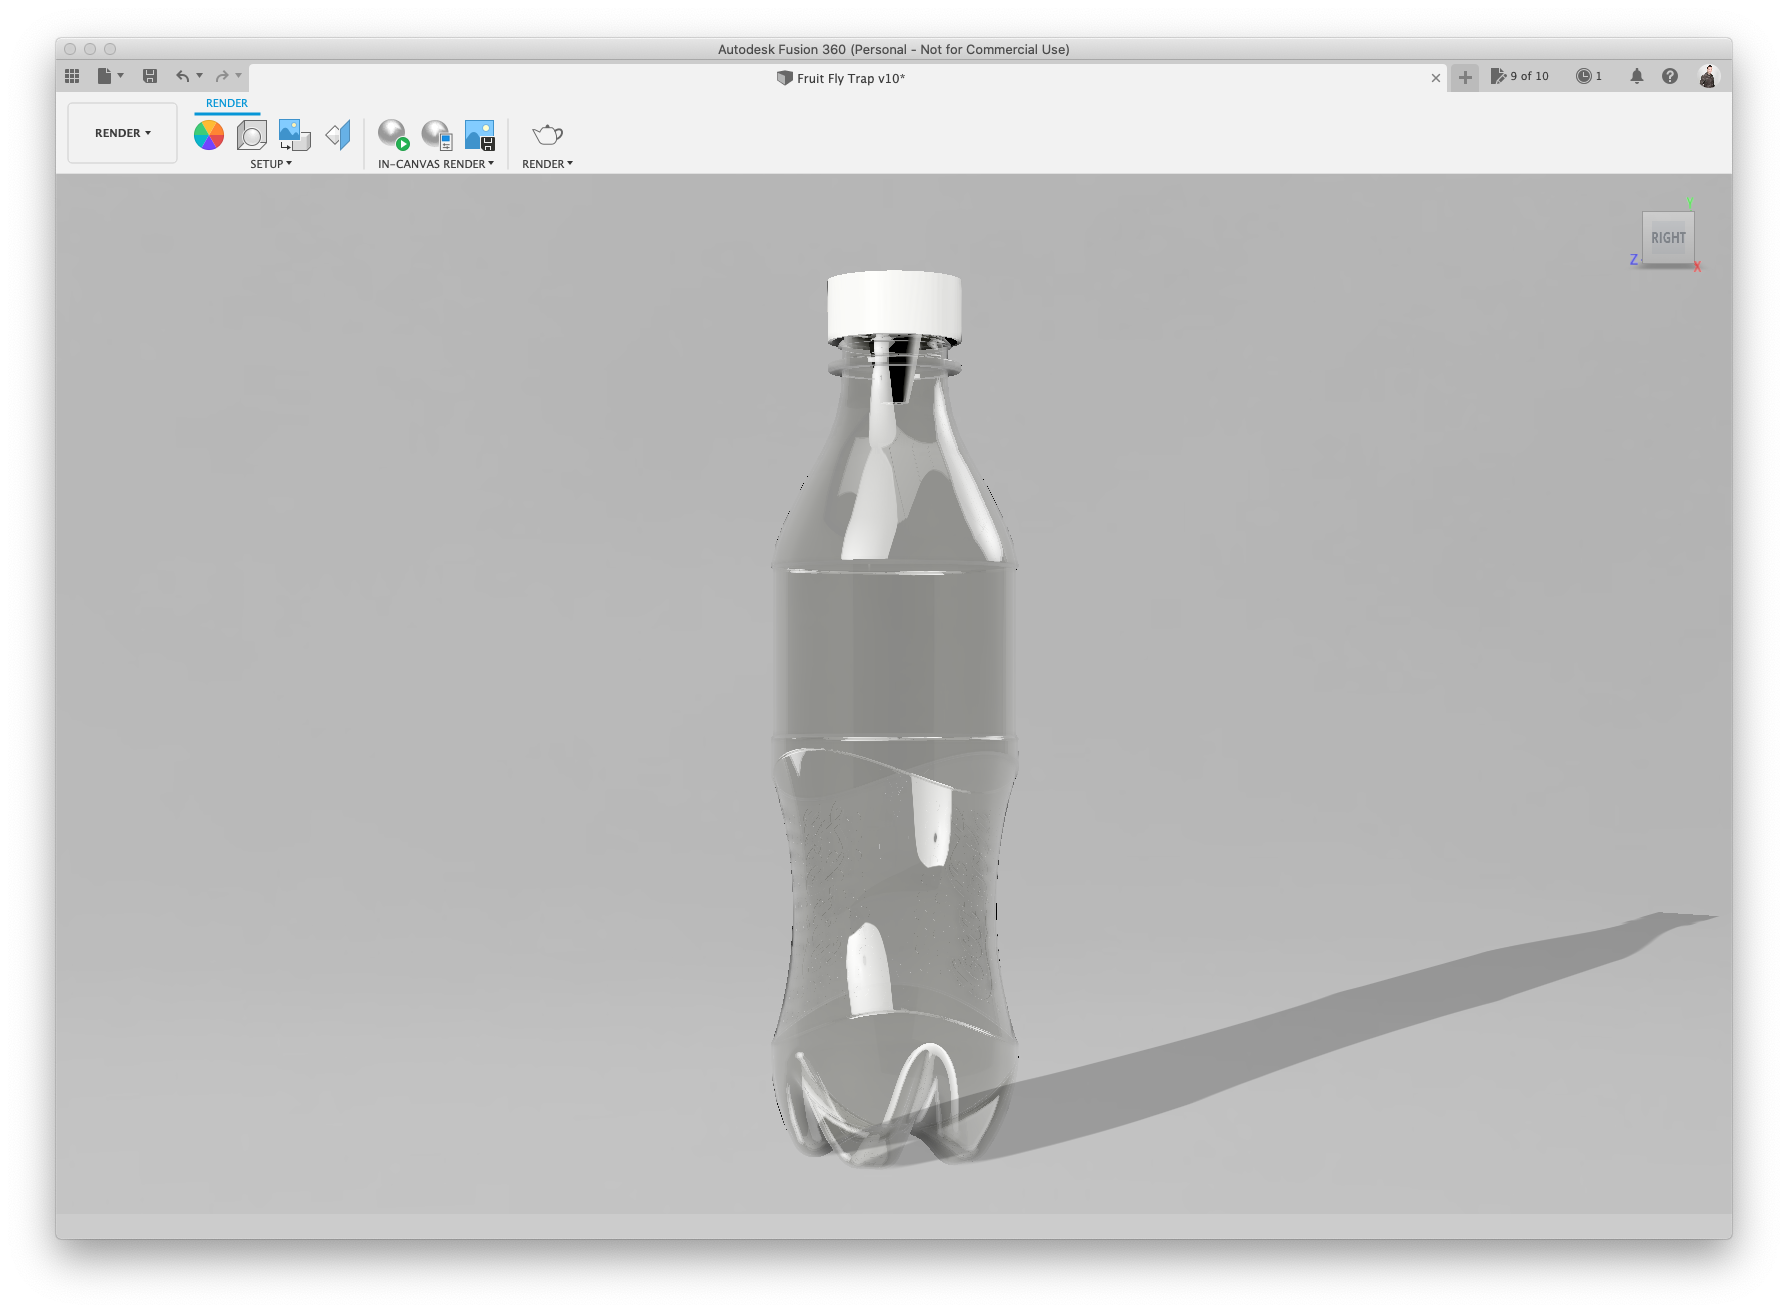 Autodesk Fusion 360 (Personal - Not for Commercial Use)
Fruit Fly Trap v10*
9 of 10
1
RENDER
RENDER
SETUP
IN-CANVAS RENDER
RENDER
Y
RIGHT
Z
X